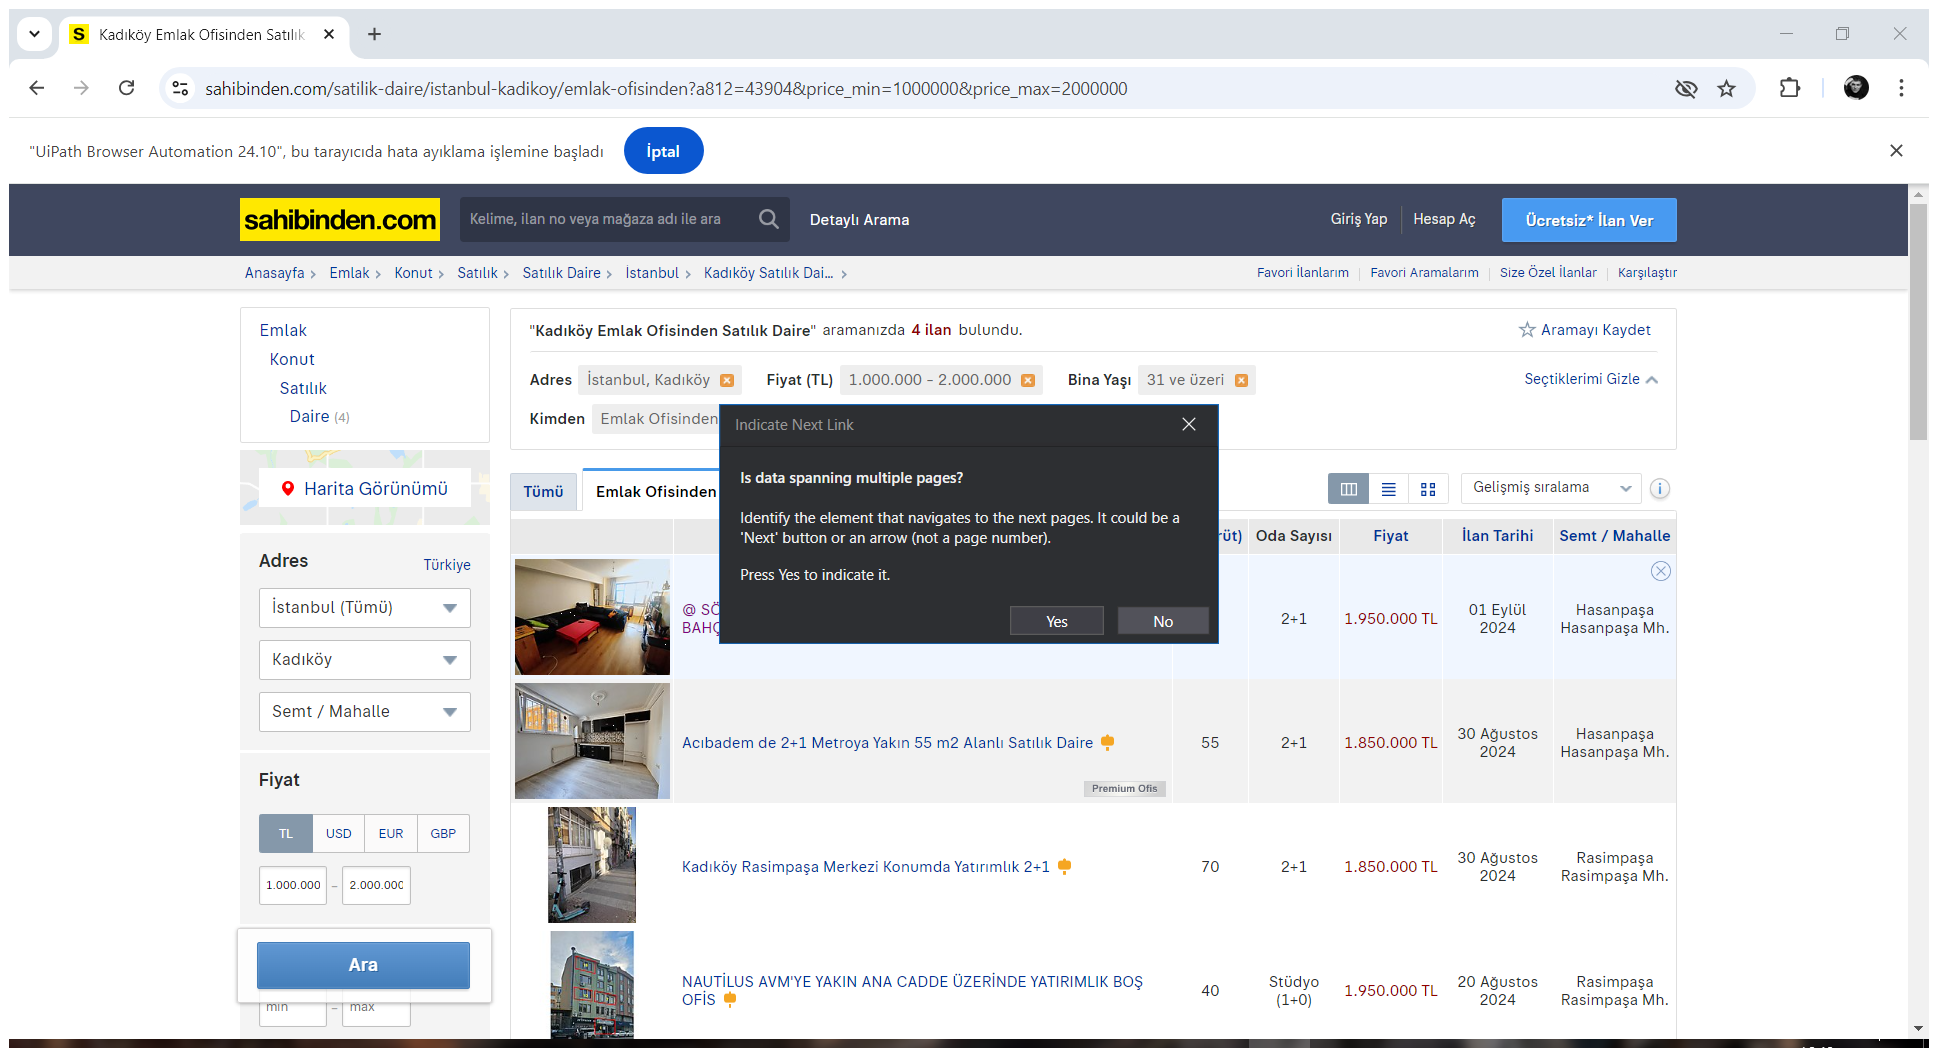 Kadıköy Emlak Ofisinden Satılık
sahibinden.com/satilik-daire/istanbul-kadikoy/emlak-ofisinden?a812=43904&price_min=1000000&price_max=2000000
"UiPath Browser Automation 24.10", bu tarayıcıda hata ayıklama işlemine başladı
İptal
sahibinden.com
Kelime, ilan no veya mağaza adı ile ara
Detaylı Arama
Giriş Yap
Hesap Aç
Ücretsiz* İlan Ver
Anasayfa > Emlak > Konut > Satılık > Satılık Daire > İstanbul > Kadıköy Satılık Dai... >
Favori İlanlarım | Favori Aramalarım | Size Özel İlanlar | Karşılaştır
Emlak
Konut
Satılık
Daire (4)
Harita Görünümü
Adres
Türkiye
İstanbul (Tümü)
Kadıköy
Semt / Mahalle
Fiyat
TL USD EUR GBP
1.000.000 - 2.000.000
Ara
min - max
"Kadıköy Emlak Ofisinden Satılık Daire" aramanızda 4 ilan bulundu.
Aramayı Kaydet
Adres İstanbul, Kadıköy
Fiyat (TL) 1.000.000 - 2.000.000
Bina Yaşı 31 ve üzeri
Seçtiklerimi Gizle
Kimden Emlak Ofisinden
Indicate Next Link
Is data spanning multiple pages?
Identify the element that navigates to the next pages. It could be a
'Next' button or an arrow (not a page number).
Press Yes to indicate it.
Yes
No
Tümü
Emlak Ofisinden
Gelişmiş sıralama
rüt) Oda Sayısı Fiyat İlan Tarihi Semt / Mahalle
@ SÖ
BAHÇ
2+1
1.950.000 TL
01 Eylül
2024
Hasanpaşa
Hasanpaşa Mh.
Acıbadem de 2+1 Metroya Yakın 55 m2 Alanlı Satılık Daire
Premium Ofis
55
2+1
1.850.000 TL
30 Ağustos
2024
Hasanpaşa
Hasanpaşa Mh.
Kadıköy Rasimpaşa Merkezi Konumda Yatırımlık 2+1
70
2+1
1.850.000 TL
30 Ağustos
2024
Rasimpaşa
Rasimpaşa Mh.
NAUTİLUS AVM'YE YAKIN ANA CADDE ÜZERİNDE YATIRIMLIK BOŞ
OFİS
40
Stüdyo
(1+0)
1.950.000 TL
20 Ağustos
2024
Rasimpaşa
Rasimpaşa Mh.